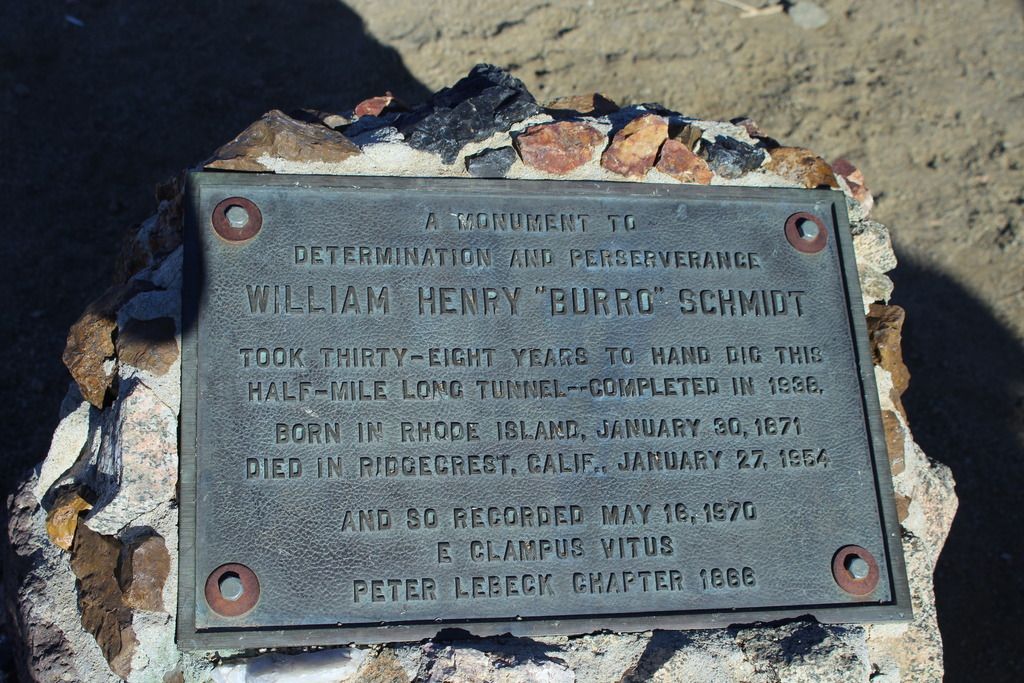 A MONUMENT TO
DETERMINATION AND PERSERVERANCE
WILLIAM HENRY "BURRO" SCHMIDT
TOOK THIRTY-EIGHT YEARS TO HAND DIG THIS
HALF-MILE LONG TUNNEL--COMPLETED IN 1938.
BORN IN RHODE ISLAND, JANUARY 30, 1871
DIED IN RIDGECREST, CALIF., JANUARY 27, 1954
AND SO RECORDED MAY 16, 1970
E CLAMPUS VITUS
PETER LEBECK CHAPTER 1866